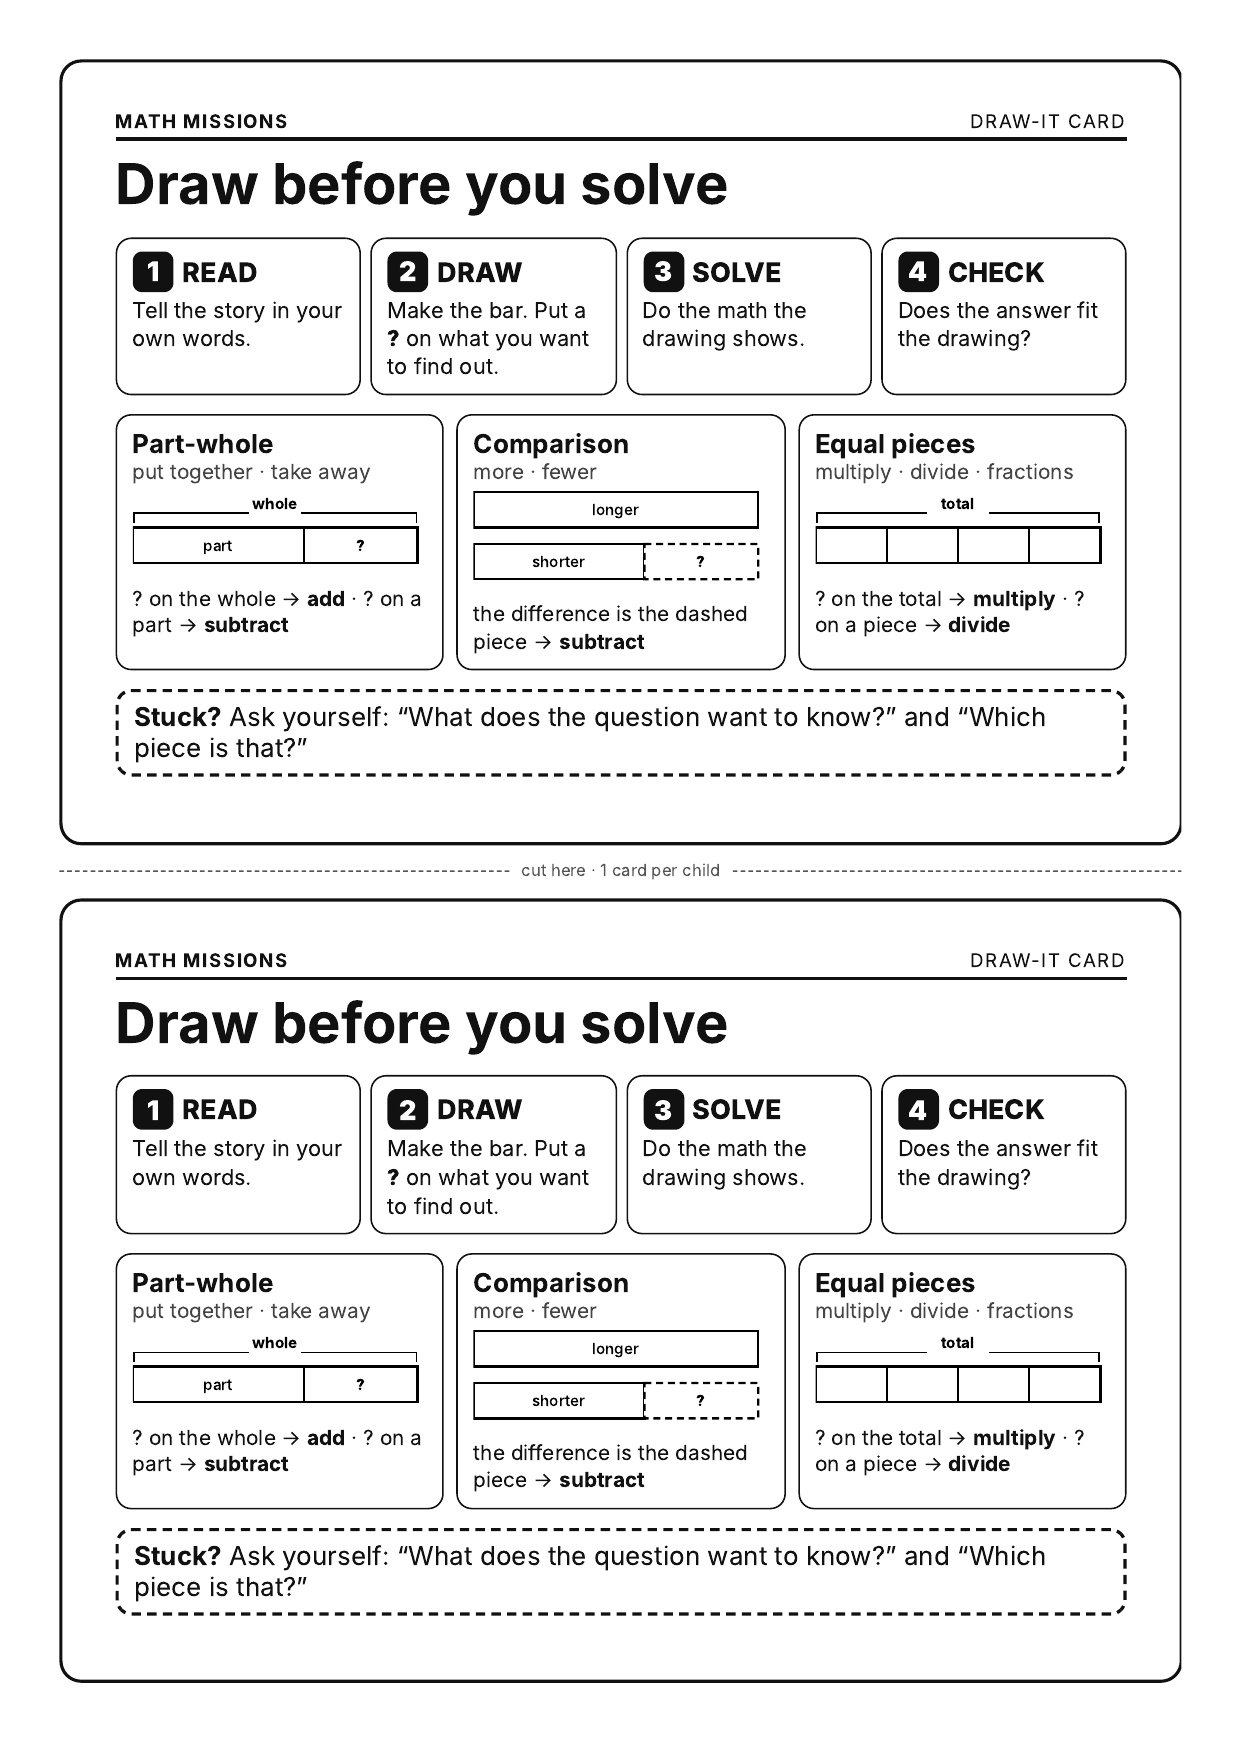 MATH MISSIONS DRAW-IT CARD
Draw before you solve
1 READ
Tell the story in your
own words.
2 DRAW
Make the bar. Put a
? on what you want
to find out.
3 SOLVE
Do the math the
drawing shows.
4 CHECK
Does the answer fit
the drawing?
Part-whole
put together · take away
whole
part ?
? on the whole → add · ? on a
part → subtract
Comparison
more · fewer
longer
shorter ?
the difference is the dashed
piece → subtract
Equal pieces
multiply · divide · fractions
total
? on the total → multiply · ?
on a piece → divide
Stuck? Ask yourself: “What does the question want to know?” and “Which
piece is that?”
cut here · 1 card per child
MATH MISSIONS DRAW-IT CARD
Draw before you solve
1 READ
Tell the story in your
own words.
2 DRAW
Make the bar. Put a
? on what you want
to find out.
3 SOLVE
Do the math the
drawing shows.
4 CHECK
Does the answer fit
the drawing?
Part-whole
put together · take away
whole
part ?
? on the whole → add · ? on a
part → subtract
Comparison
more · fewer
longer
shorter ?
the difference is the dashed
piece → subtract
Equal pieces
multiply · divide · fractions
total
? on the total → multiply · ?
on a piece → divide
Stuck? Ask yourself: “What does the question want to know?” and “Which
piece is that?”